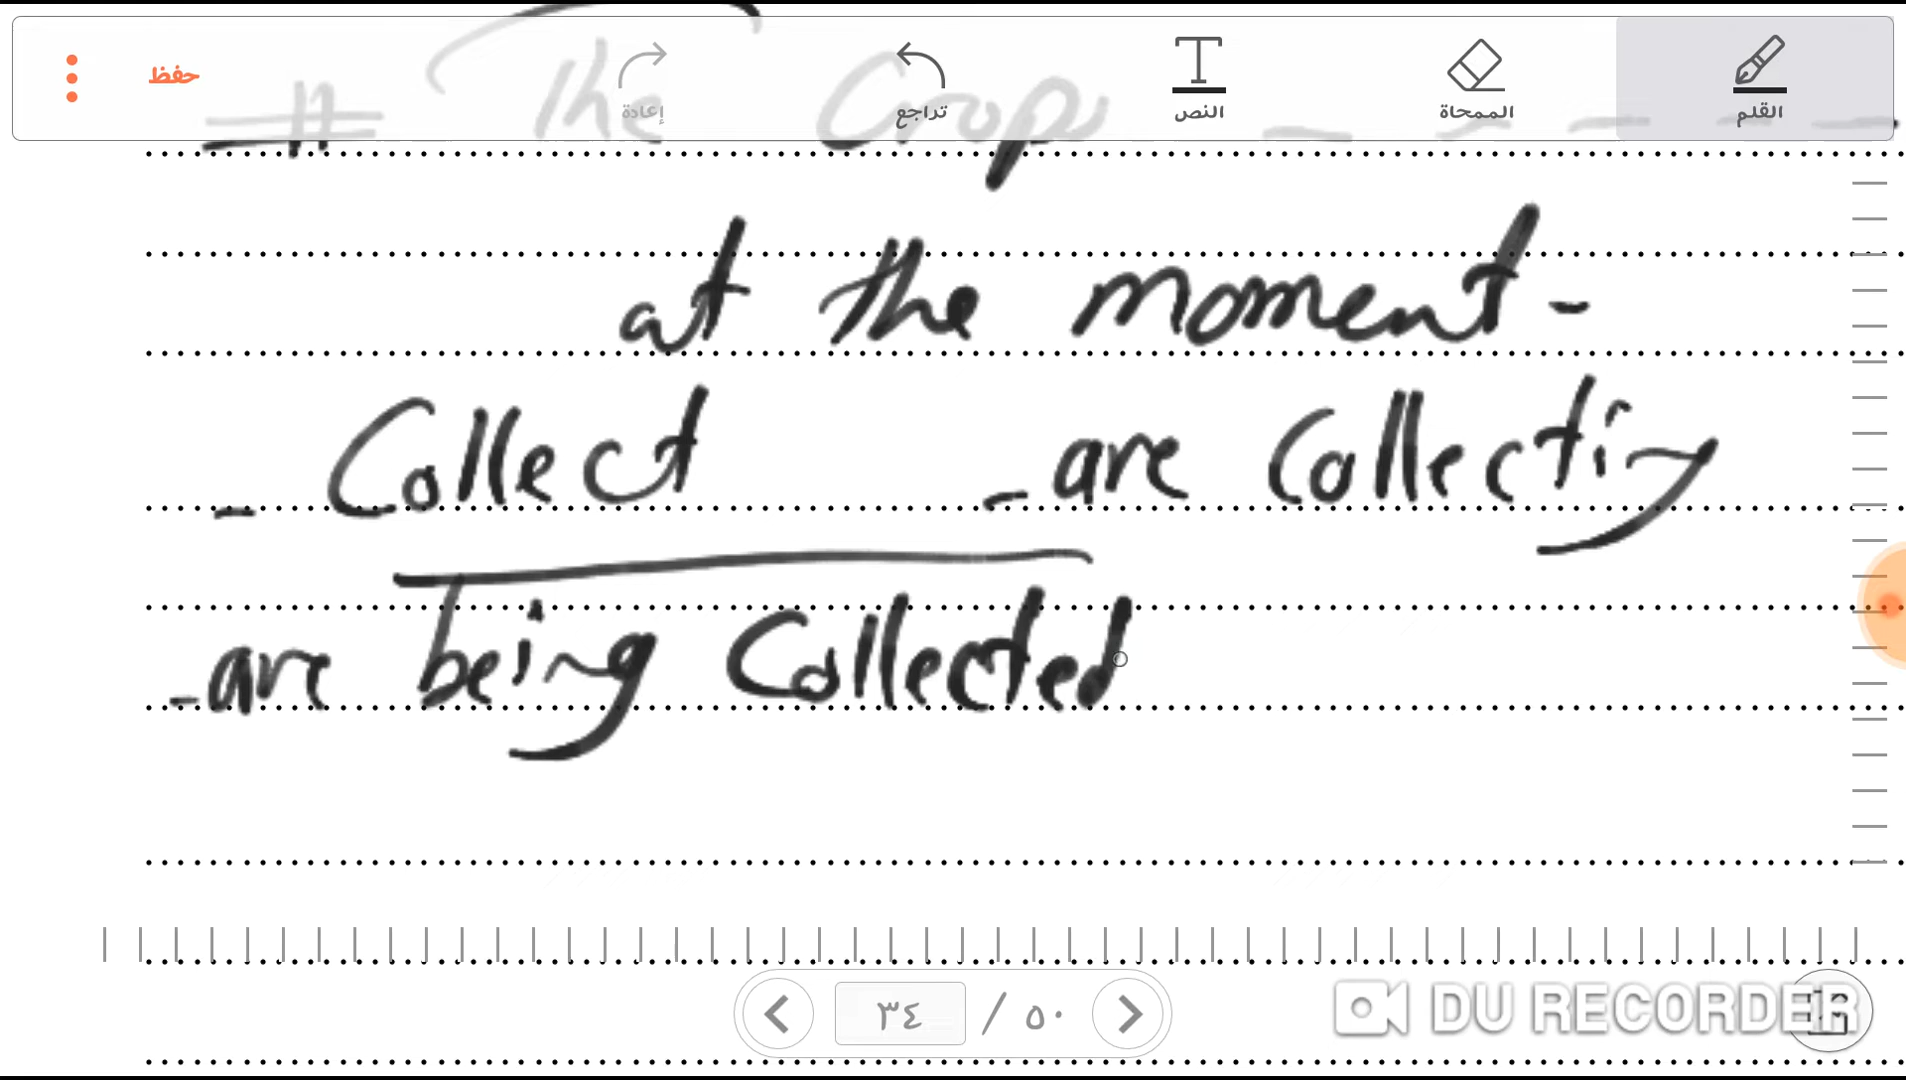 حفظ إعادة تراجع النص الممحاة القلم
# The Crops _ _ _ _ _
at the moment -
- Collect - are Collecting
- are being Collected
٣٤ / ٥٠
DU RECORDER